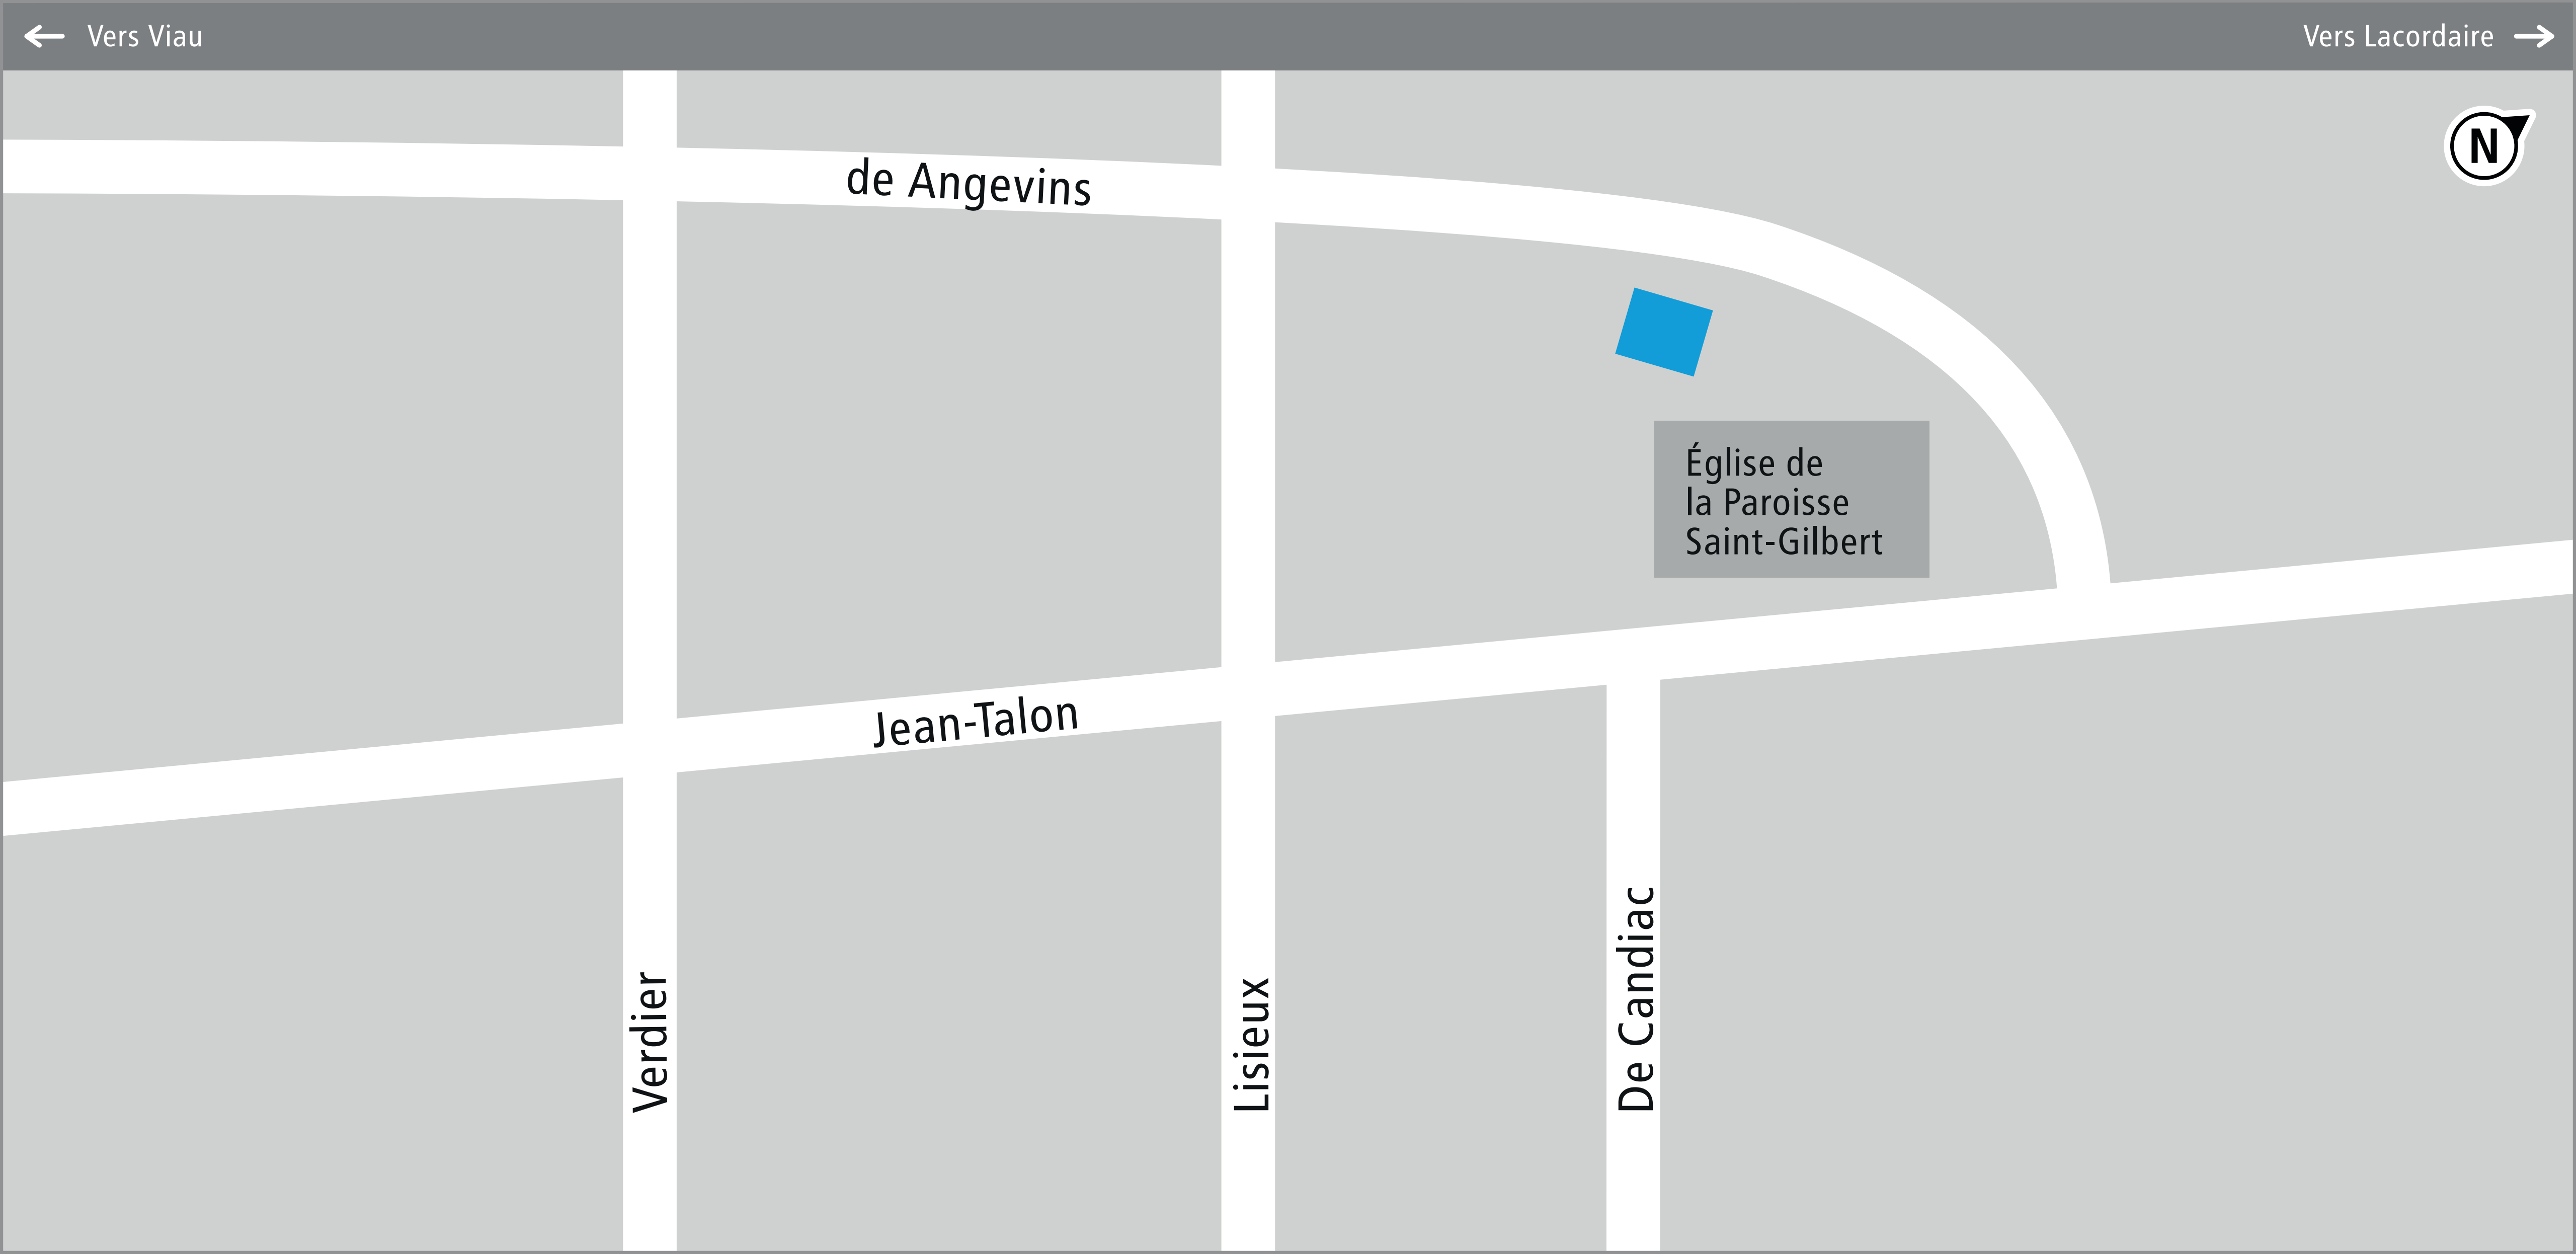 Vers Viau
Vers Lacordaire
N
de Angevins
Église de
la Paroisse
Saint-Gilbert
Jean-Talon
Verdier
Lisieux
De Candiac